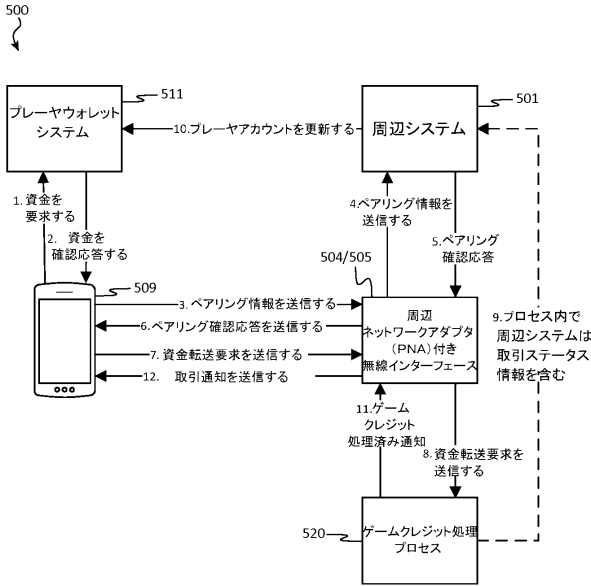 500
511
プレーヤウォレット
システム
501
周辺システム
10.プレーヤアカウントを更新する
1.資金を
要求する
2. 資金を
確認応答する
4.ペアリング情報を
送信する
5.ペアリング
確認応答
504/505
509
3.ペアリング情報を送信する
6.ペアリング確認応答を送信する
7.資金転送要求を送信する
12. 取引通知を送信する
周辺
ネットワークアダプタ
(PNA)付き
無線インターフェース
9.プロセス内で
周辺システムは
取引ステータス
情報を含む
11.ゲーム
クレジット
処理済み通知
8.資金転送要求を
送信する
520
ゲームクレジット処理
プロセス